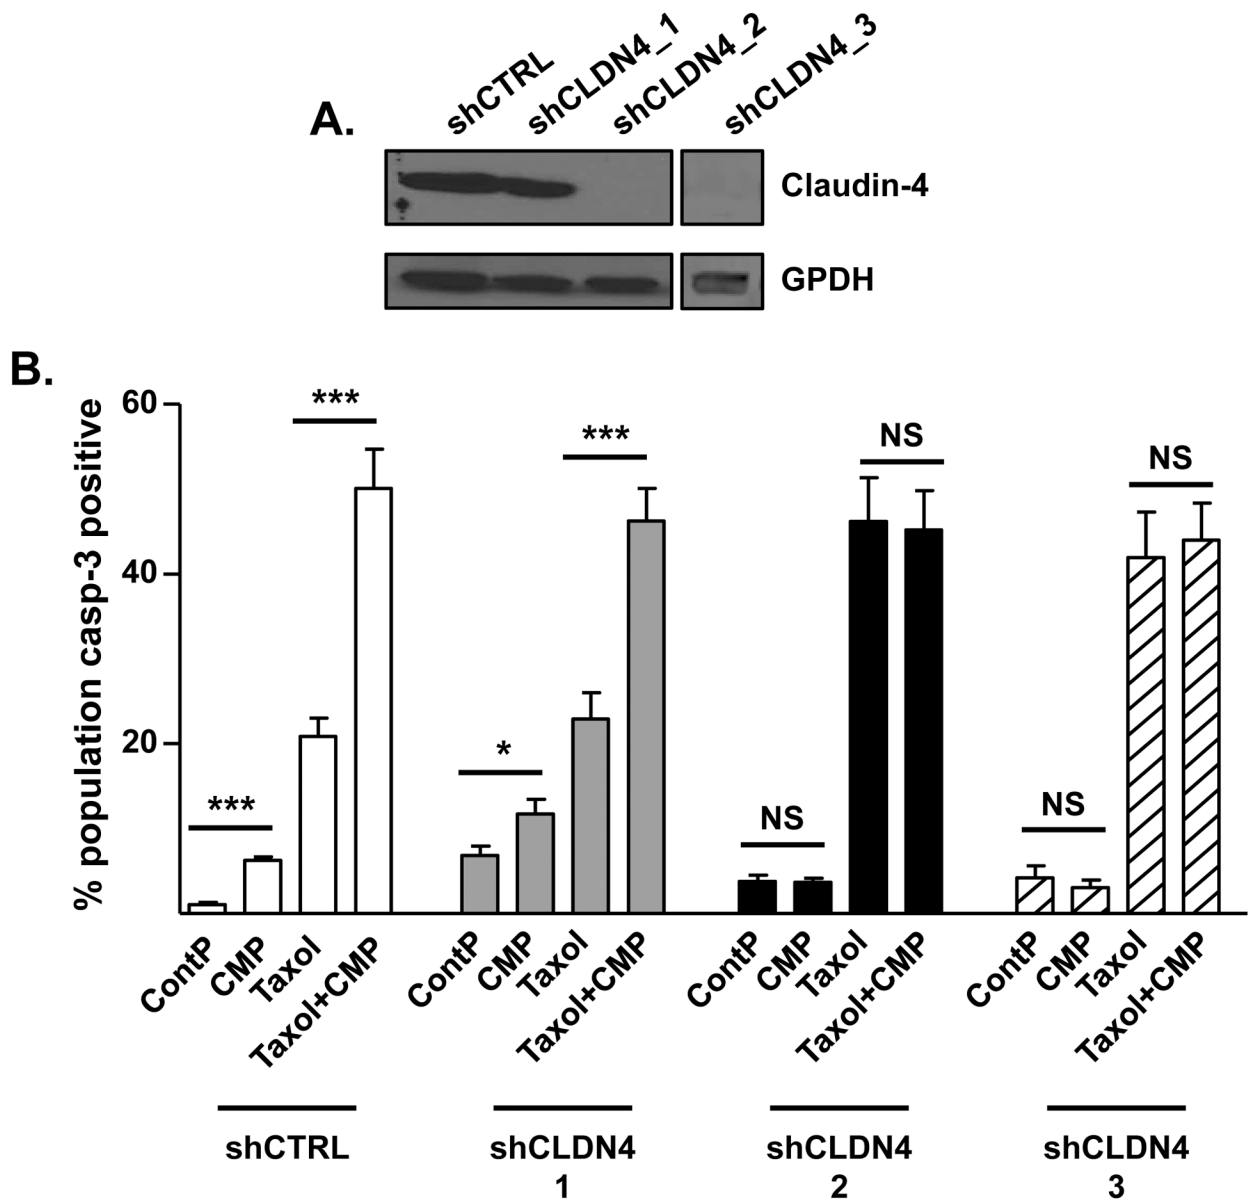 A.
shCTRL
shCLDN4_1
shCLDN4_2
shCLDN4_3
Claudin-4
GPDH
B.
% population casp-3 positive
60
40
20
***
***
*
***
NS
NS
NS
NS
ContP
CMP
Taxol
Taxol+CMP
ContP
CMP
Taxol
Taxol+CMP
ContP
CMP
Taxol
Taxol+CMP
ContP
CMP
Taxol
Taxol+CMP
shCTRL
shCLDN4
1
shCLDN4
2
shCLDN4
3